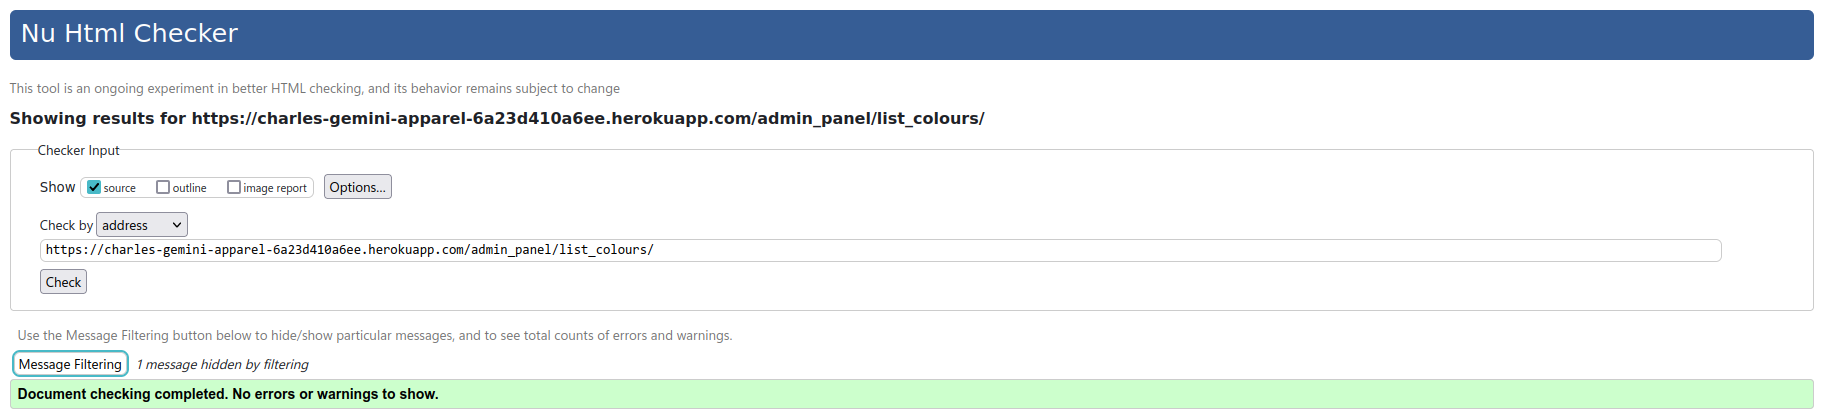 Nu Html Checker
This tool is an ongoing experiment in better HTML checking, and its behavior remains subject to change
Showing results for https://charles-gemini-apparel-6a23d410a6ee.herokuapp.com/admin_panel/list_colours/
Checker Input
Show source outline image report Options...
Check by address
https://charles-gemini-apparel-6a23d410a6ee.herokuapp.com/admin_panel/list_colours/
Check
Use the Message Filtering button below to hide/show particular messages, and to see total counts of errors and warnings.
Message Filtering 1 message hidden by filtering
Document checking completed. No errors or warnings to show.